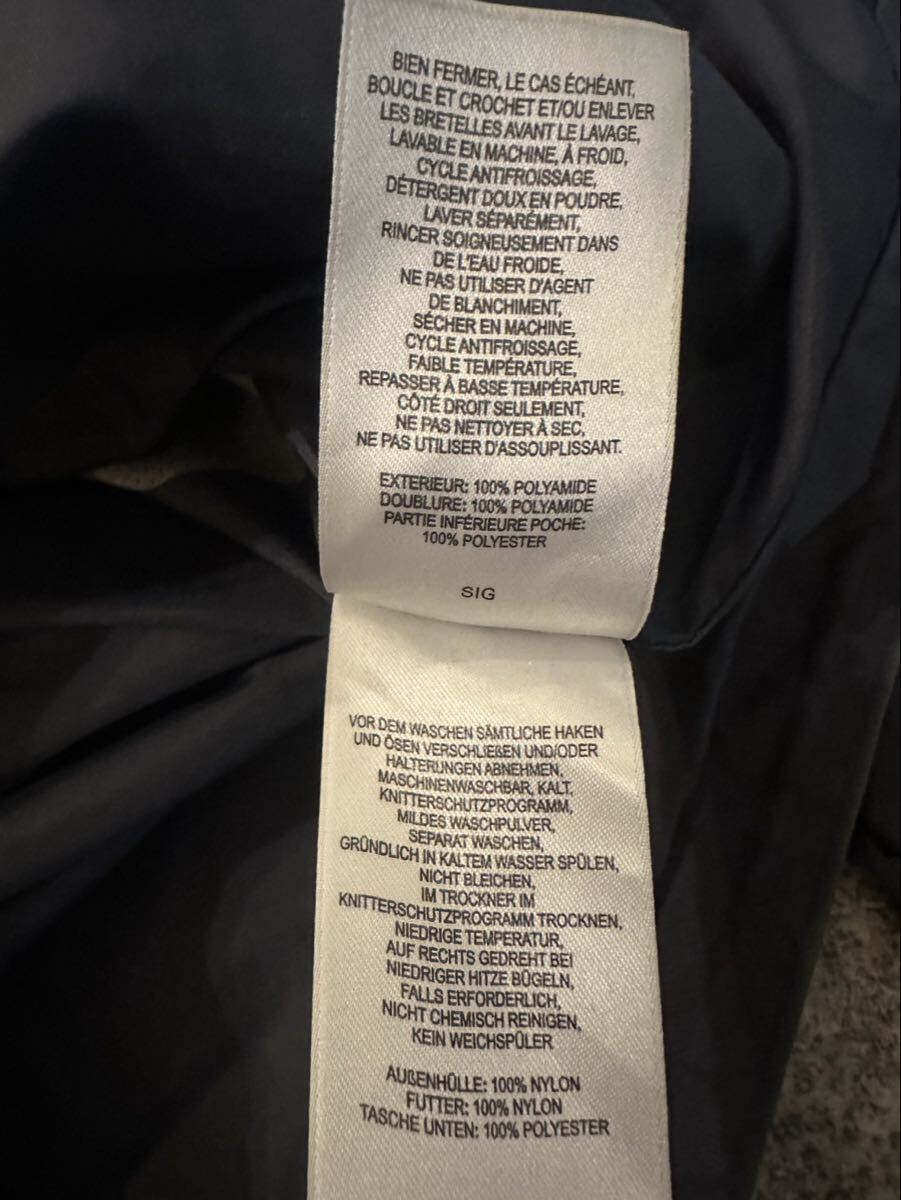 BIEN FERMER, LE CAS ÉCHÉANT,
BOUCLE ET CROCHET ET/OU ENLEVER
LES BRETELLES AVANT LE LAVAGE,
LAVABLE EN MACHINE, À FROID,
CYCLE ANTIFROISSAGE,
DÉTERGENT DOUX EN POUDRE,
LAVER SÉPARÉMENT,
RINCER SOIGNEUSEMENT DANS
DE L'EAU FROIDE,
NE PAS UTILISER D'AGENT
DE BLANCHIMENT,
SÉCHER EN MACHINE,
CYCLE ANTIFROISSAGE,
FAIBLE TEMPÉRATURE,
REPASSER À BASSE TEMPÉRATURE,
CÔTÉ DROIT SEULEMENT,
NE PAS NETTOYER À SEC,
NE PAS UTILISER D'ASSOUPLISSANT.
EXTERIEUR: 100% POLYAMIDE
DOUBLURE: 100% POLYAMIDE
PARTIE INFÉRIEURE POCHE:
100% POLYESTER
SIG
VOR DEM WASCHEN SÄMTLICHE HAKEN
UND ÖSEN VERSCHLIEßEN UND/ODER
HALTERUNGEN ABNEHMEN,
MASCHINENWASCHBAR, KALT.
KNITTERSCHUTZPROGRAMM,
MILDES WASCHPULVER,
SEPARAT WASCHEN,
GRÜNDLICH IN KALTEM WASSER SPÜLEN,
NICHT BLEICHEN,
IM TROCKNER IM
KNITTERSCHUTZPROGRAMM TROCKNEN,
NIEDRIGE TEMPERATUR,
AUF RECHTS GEDREHT BEI
NIEDRIGER HITZE BÜGELN,
FALLS ERFORDERLICH,
NICHT CHEMISCH REINIGEN,
KEIN WEICHSPÜLER
AUßENHÜLLE: 100% NYLON
FUTTER: 100% NYLON
TASCHE UNTEN: 100% POLYESTER